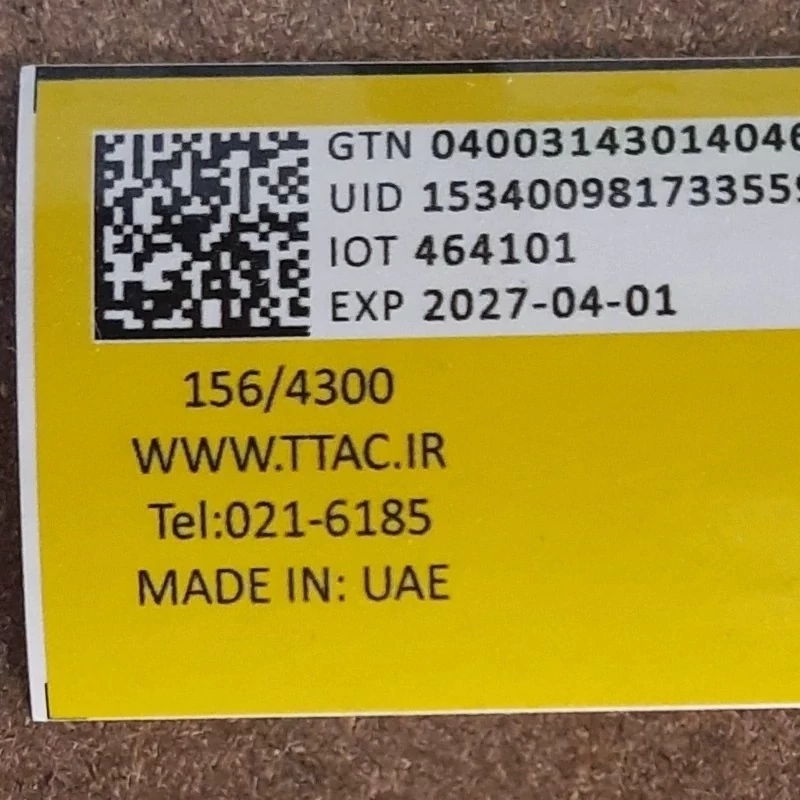 GTN 04003143014046
UID 153400981733559
IOT 464101
EXP 2027-04-01
156/4300
WWW.TTAC.IR
Tel:021-6185
MADE IN: UAE